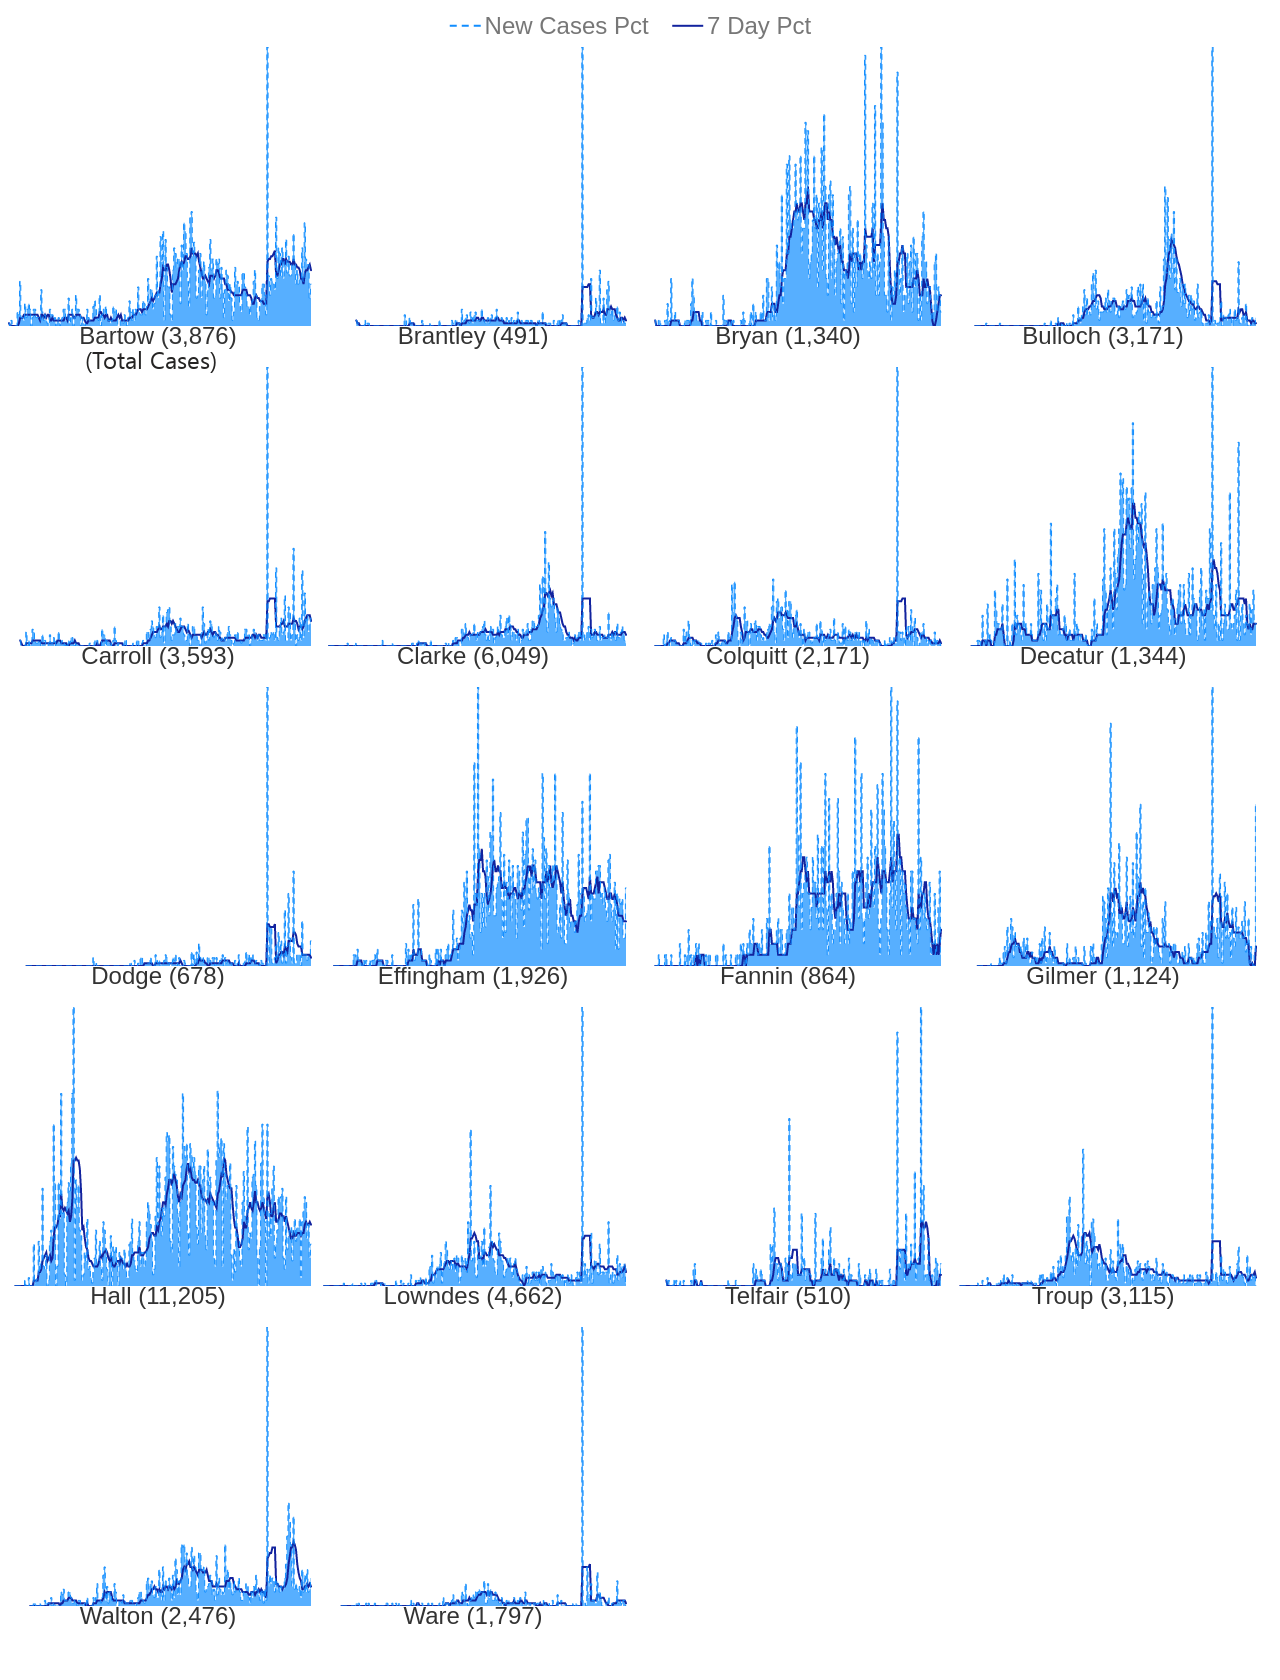 New Cases Pct 7 Day Pct
Bartow (3,876) Brantley (491) Bryan (1,340) Bulloch (3,171)
(Total Cases)
Carroll (3,593) Clarke (6,049) Colquitt (2,171) Decatur (1,344)
Dodge (678) Effingham (1,926) Fannin (864) Gilmer (1,124)
Hall (11,205) Lowndes (4,662) Telfair (510) Troup (3,115)
Walton (2,476) Ware (1,797)